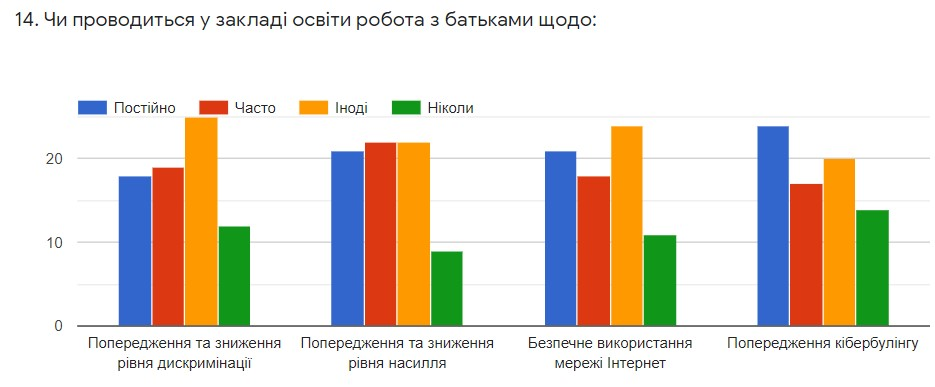 14. Чи проводиться у закладі освіти робота з батьками щодо:
Постійно Часто Іноді Ніколи
20
10
0
Попередження та зниження рівня дискримінації
Попередження та зниження рівня насилля
Безпечне використання мережі Інтернет
Попередження кібербулінгу